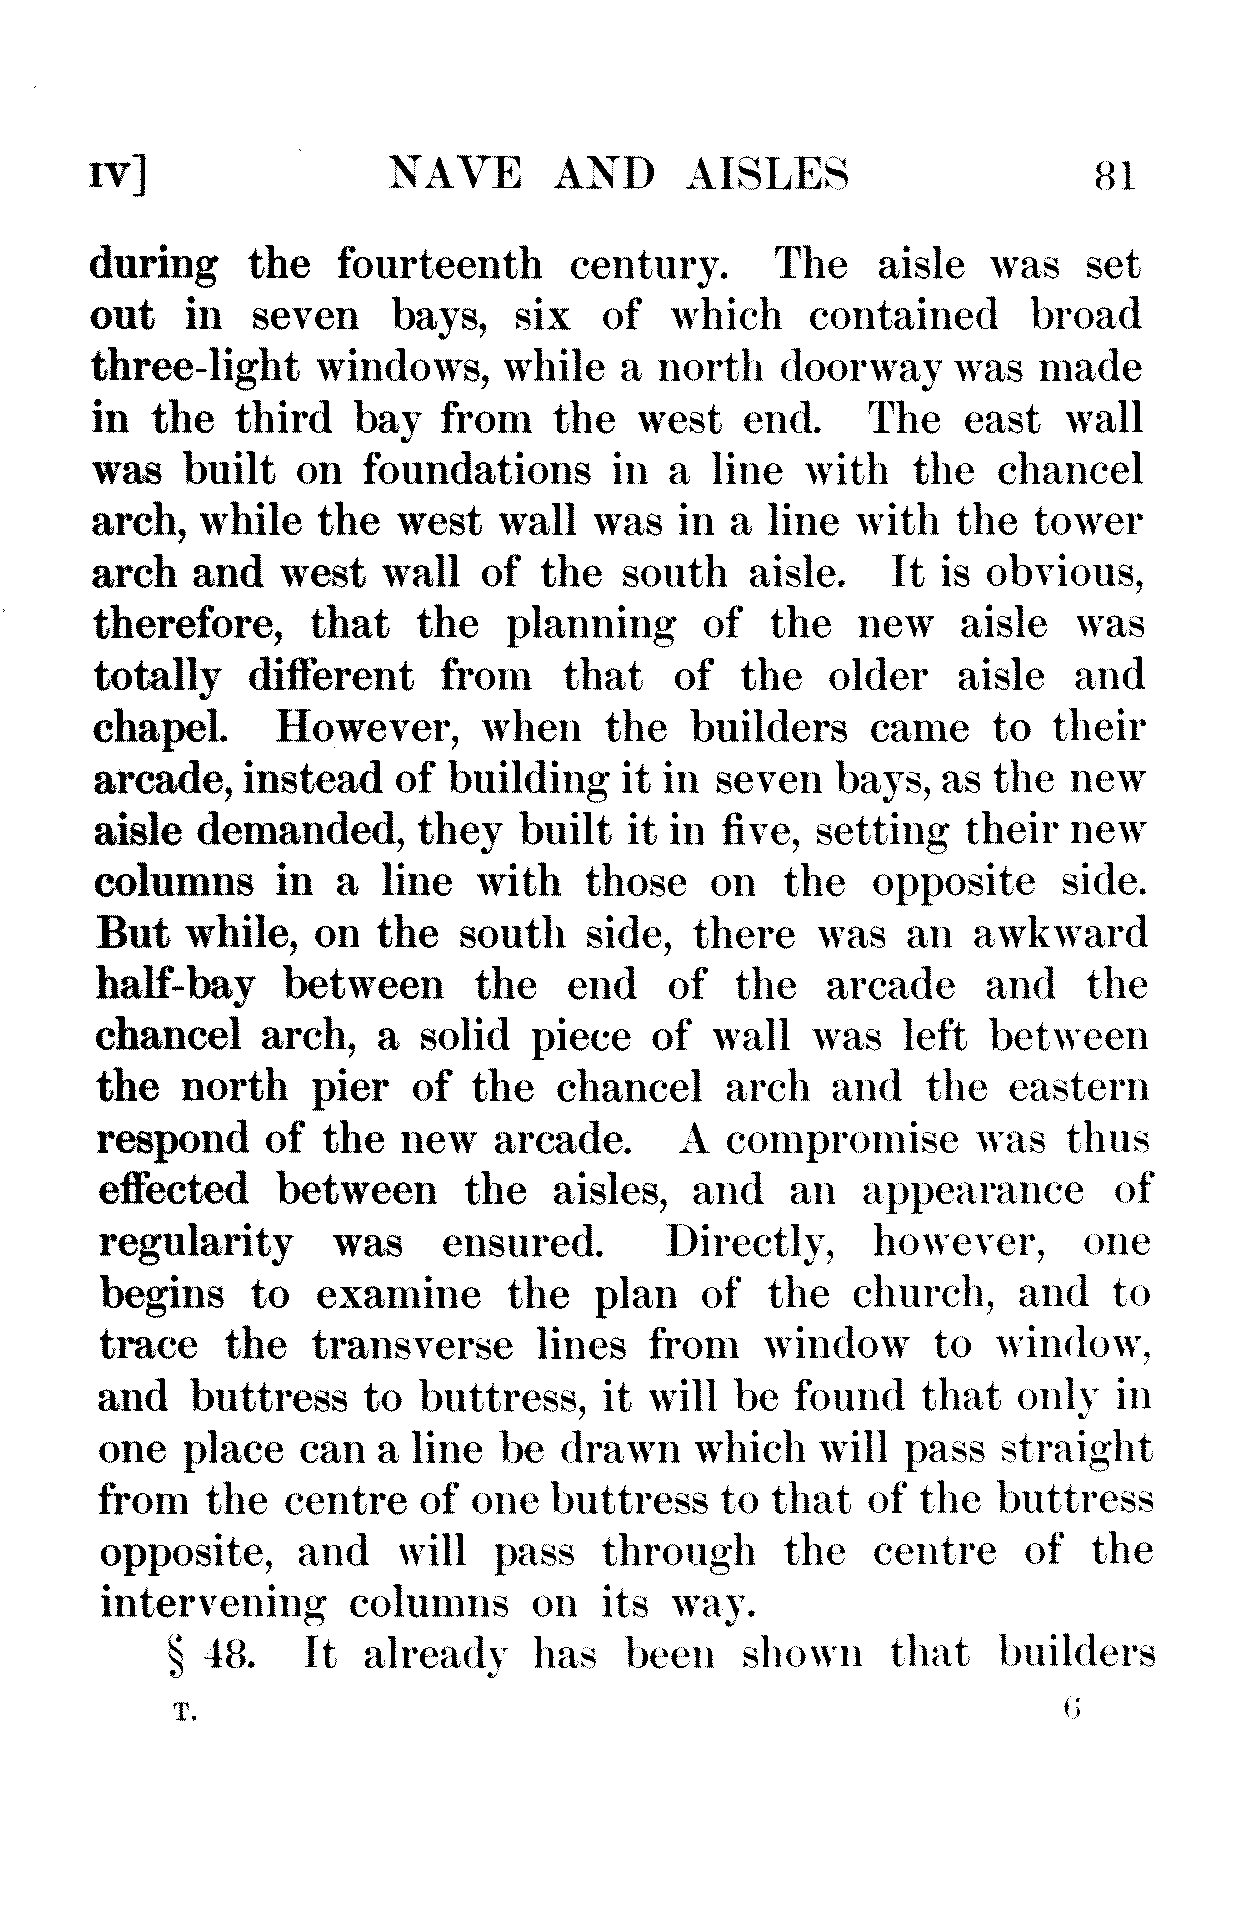 IV] NAVE AND AISLES 81
during the fourteenth century. The aisle was set
out in seven bays, six of which contained broad
three-light windows, while a north doorway was made
in the third bay from the west end. The east wall
was built on foundations in a line with the chancel
arch, while the west wall was in a line with the tower
arch and west wall of the south aisle. It is obvious,
therefore, that the planning of the new aisle was
totally different from that of the older aisle and
chapel. However, when the builders came to their
arcade, instead of building it in seven bays, as the new
aisle demanded, they built it in five, setting their new
columns in a line with those on the opposite side.
But while, on the south side, there was an awkward
half-bay between the end of the arcade and the
chancel arch, a solid piece of wall was left between
the north pier of the chancel arch and the eastern
respond of the new arcade. A compromise was thus
effected between the aisles, and an appearance of
regularity was ensured. Directly, however, one
begins to examine the plan of the church, and to
trace the transverse lines from window to window,
and buttress to buttress, it will be found that only in
one place can a line be drawn which will pass straight
from the centre of one buttress to that of the buttress
opposite, and will pass through the centre of the
intervening columns on its way.
§ 48. It already has been shown that builders
T. 6